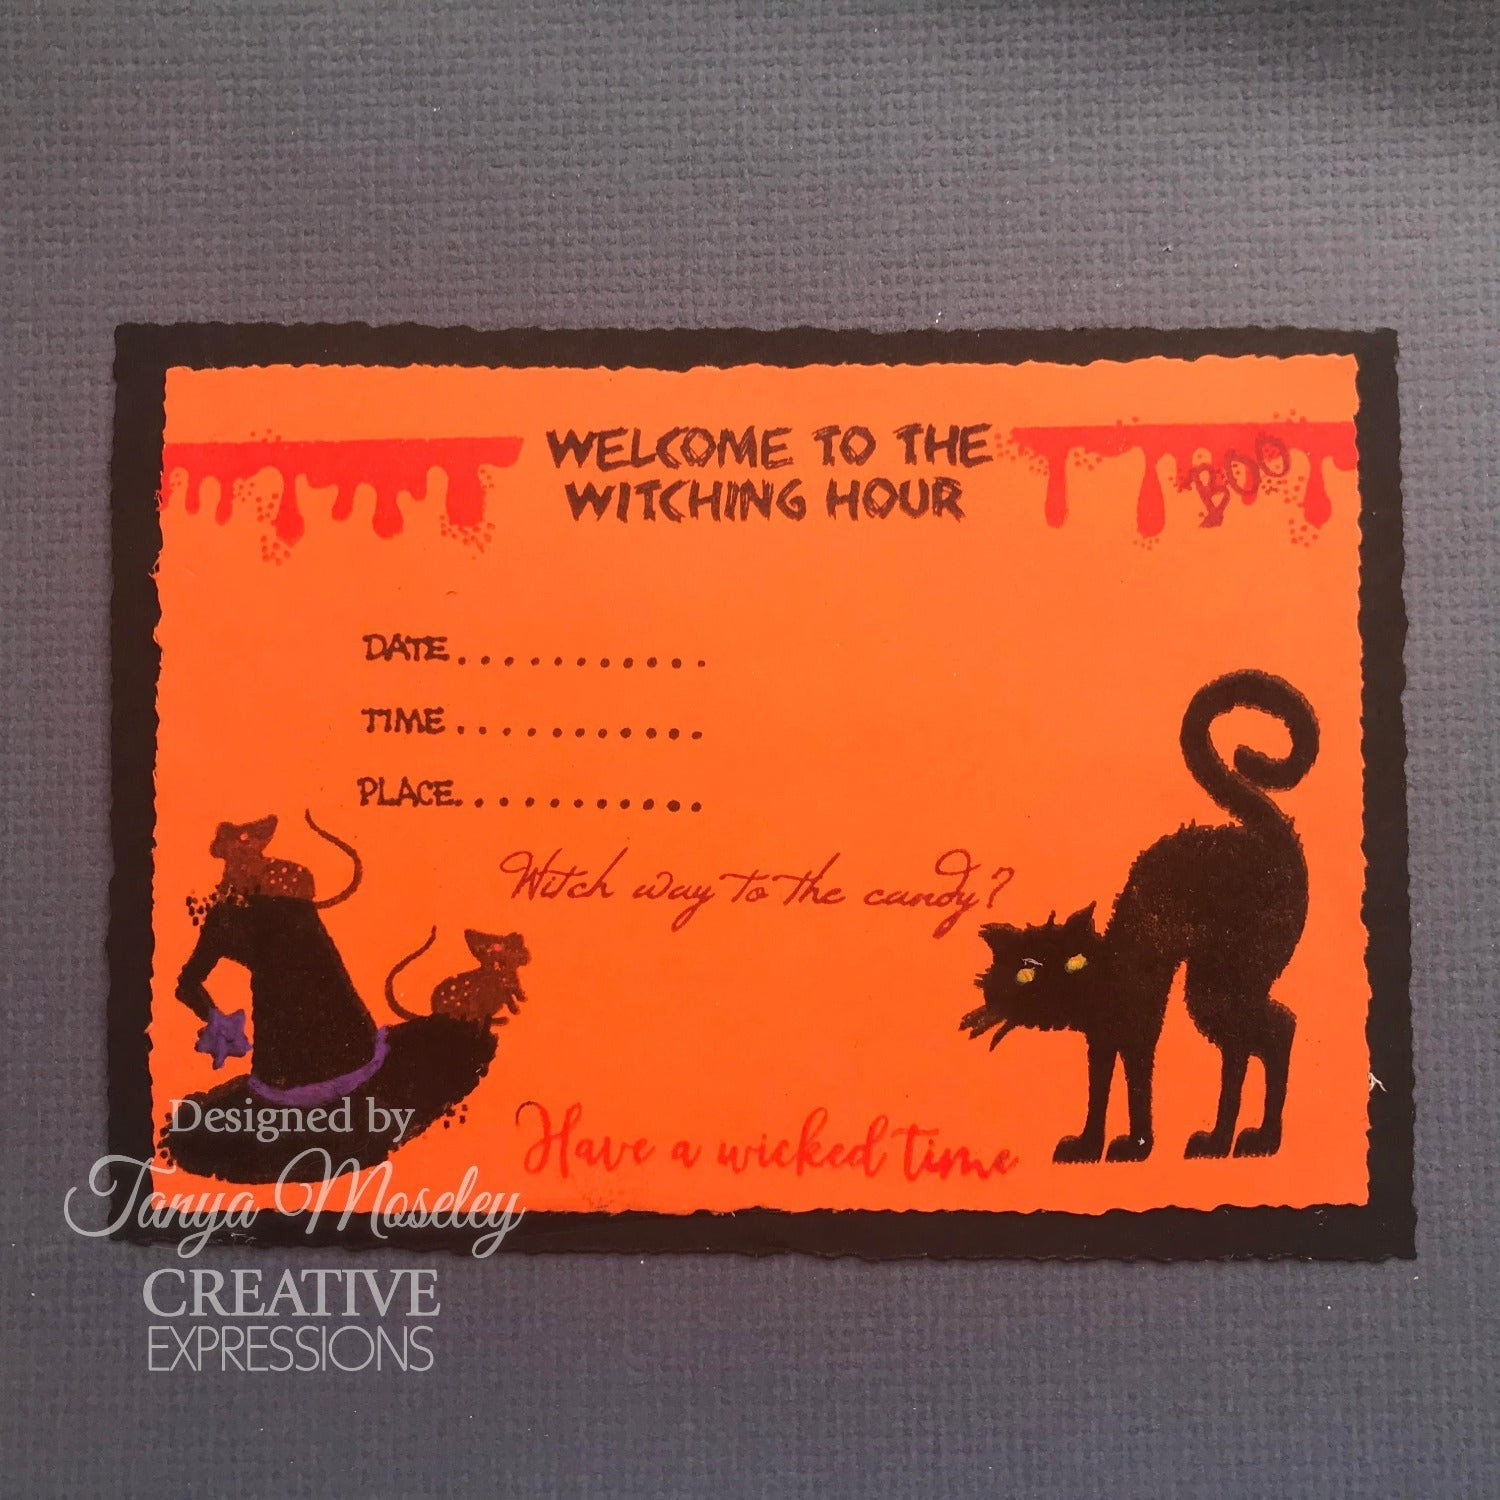 WELCOME TO THE
WITCHING HOUR
BOO
DATE...........
TIME...........
PLACE...........
Witch way to the candy?
Have a wicked time
Designed by
Tanya Moseley
CREATIVE
EXPRESSIONS